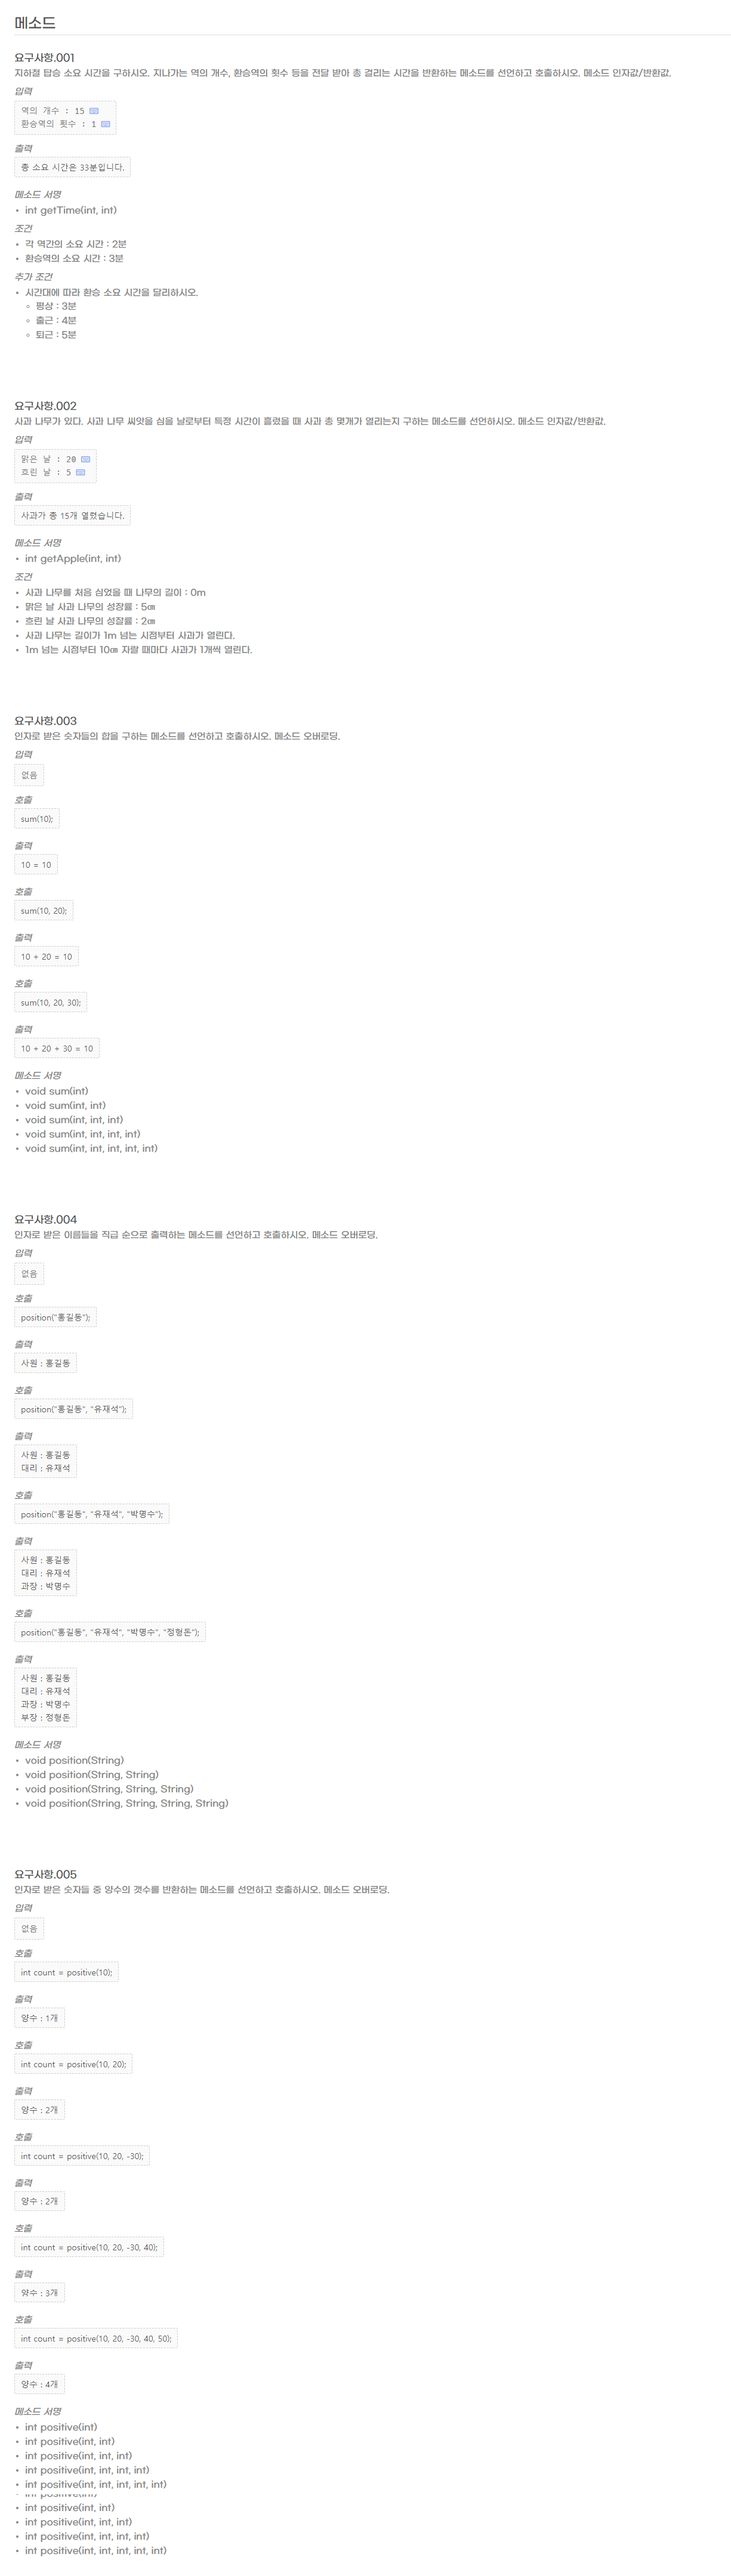 메소드
요구사항.001
지하철 탑승 소요 시간을 구하시오. 지나가는 역의 개수, 환승역의 횟수 등을 전달 받아 총 걸리는 시간을 반환하는 메소드를 선언하고 호출하시오. 메소드 인자값/반환값.
입력
역의 개수 : 15
환승역의 횟수 : 1
출력
총 소요 시간은 33분입니다.
메소드 서명
• int getTime(int, int)
조건
• 각 역간의 소요 시간 : 2분
• 환승역의 소요 시간 : 3분
추가 조건
• 시간대에 따라 환승 소요 시간을 달리하시오.
◦ 평상 : 3분
◦ 출근 : 4분
◦ 퇴근 : 5분
요구사항.002
사과 나무가 있다. 사과 나무 씨앗을 심을 날로부터 특정 시간이 흘렀을 때 사과 총 몇개가 열리는지 구하는 메소드를 선언하시오. 메소드 인자값/반환값.
입력
맑은 날 : 20
흐린 날 : 5
출력
사과가 총 15개 열렸습니다.
메소드 서명
• int getApple(int, int)
조건
• 사과 나무를 처음 심었을 때 나무의 길이 : 0m
• 맑은 날 사과 나무의 성장률 : 5㎝
• 흐린 날 사과 나무의 성잘률 : 2㎝
• 사과 나무는 길이가 1m 넘는 시점부터 사과가 열린다.
• 1m 넘는 시점부터 10㎝ 자랄 때마다 사과가 1개씩 열린다.
요구사항.003
인자로 받은 숫자들의 합을 구하는 메소드를 선언하고 호출하시오. 메소드 오버로딩.
입력
없음
호출
sum(10);
출력
10 = 10
호출
sum(10, 20);
출력
10 + 20 = 10
호출
sum(10, 20, 30);
출력
10 + 20 + 30 = 10
메소드 서명
• void sum(int)
• void sum(int, int)
• void sum(int, int, int)
• void sum(int, int, int, int)
• void sum(int, int, int, int, int)
요구사항.004
인자로 받은 이름들을 직급 순으로 출력하는 메소드를 선언하고 호출하시오. 메소드 오버로딩.
입력
없음
호출
position("홍길동");
출력
사원 : 홍길동
호출
position("홍길동", "유재석");
출력
사원 : 홍길동
대리 : 유재석
호출
position("홍길동", "유재석", "박명수");
출력
사원 : 홍길동
대리 : 유재석
과장 : 박명수
호출
position("홍길동", "유재석", "박명수", "정형돈");
출력
사원 : 홍길동
대리 : 유재석
과장 : 박명수
부장 : 정형돈
메소드 서명
• void position(String)
• void position(String, String)
• void position(String, String, String)
• void position(String, String, String, String)
요구사항.005
인자로 받은 숫자들 중 양수의 갯수를 반환하는 메소드를 선언하고 호출하시오. 메소드 오버로딩.
입력
없음
호출
int count = positive(10);
출력
양수 : 1개
호출
int count = positive(10, 20);
출력
양수 : 2개
호출
int count = positive(10, 20, -30);
출력
양수 : 2개
호출
int count = positive(10, 20, -30, 40);
출력
양수 : 3개
호출
int count = positive(10, 20, -30, 40, 50);
출력
양수 : 4개
메소드 서명
• int positive(int)
• int positive(int, int)
• int positive(int, int, int)
• int positive(int, int, int, int)
• int positive(int, int, int, int, int)
• int positive(int)
• int positive(int, int)
• int positive(int, int, int)
• int positive(int, int, int, int)
• int positive(int, int, int, int, int)